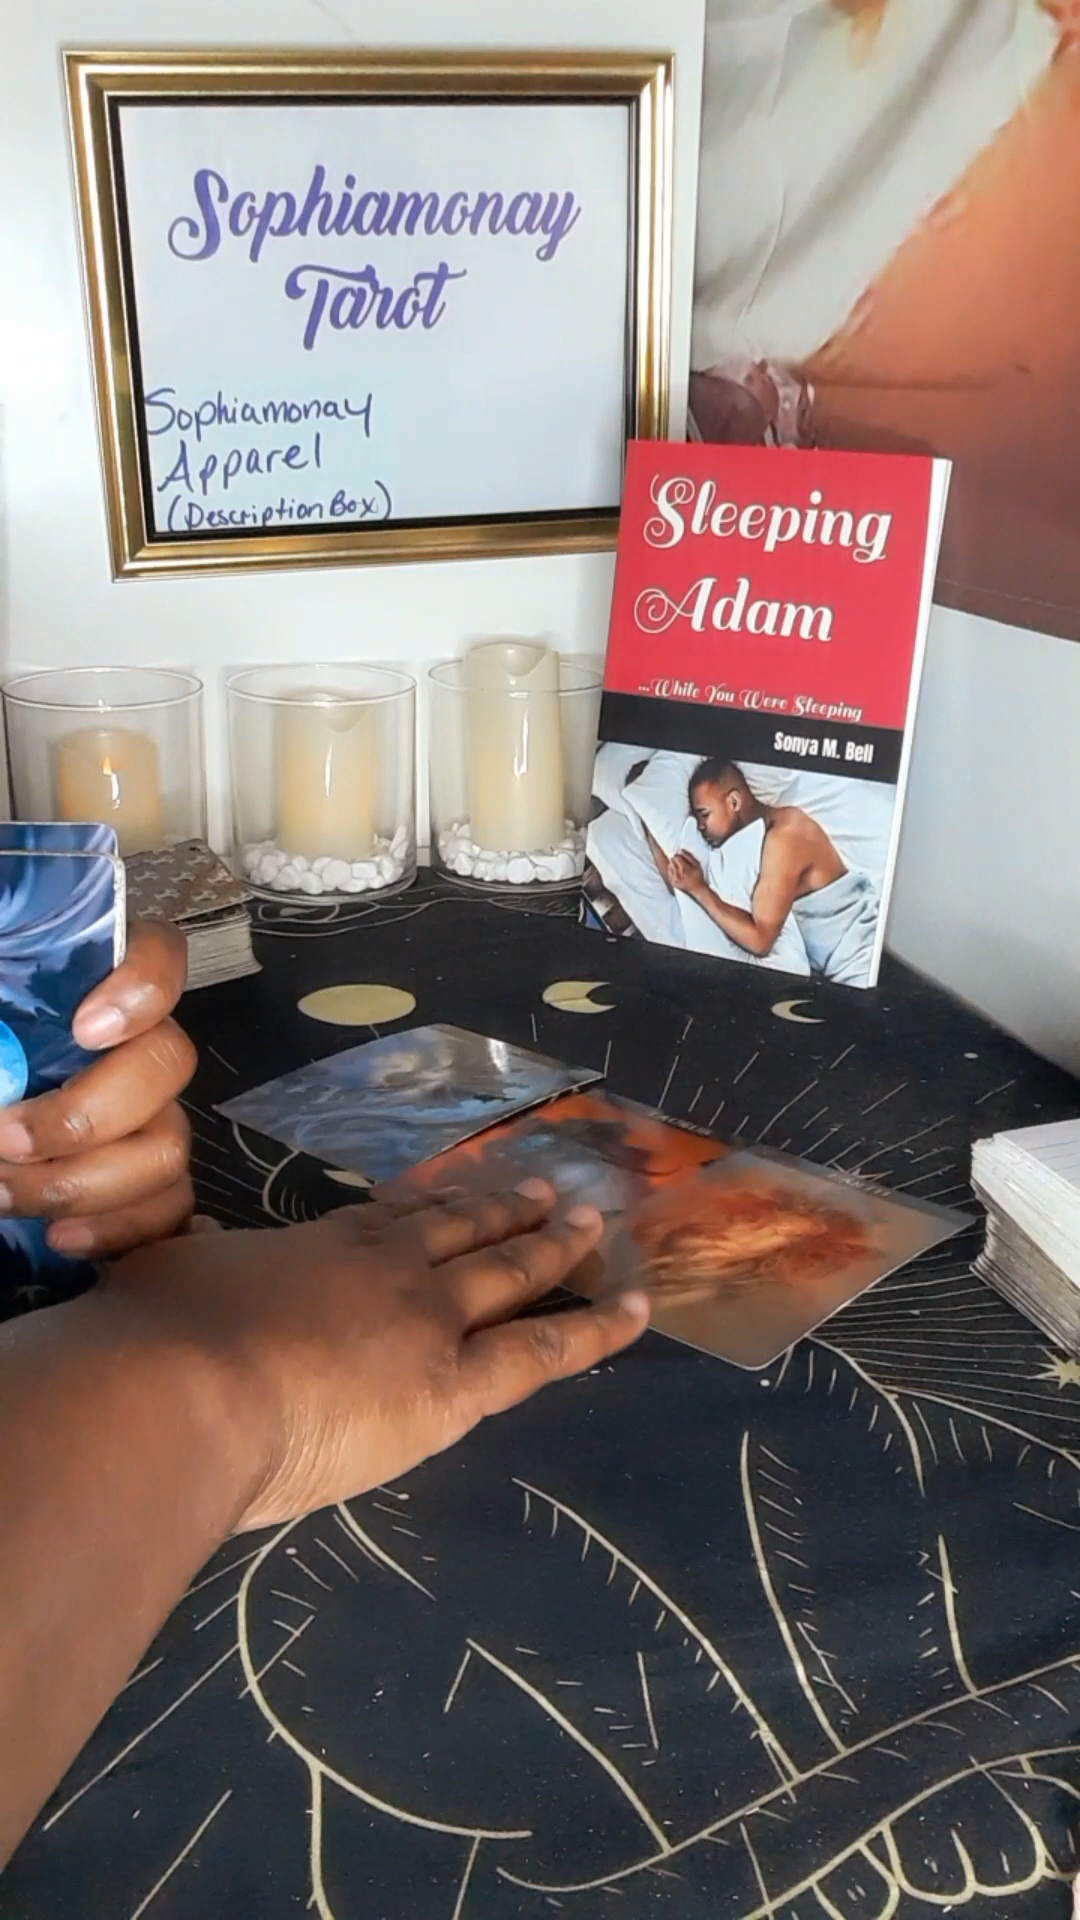 Sophiamonay
Tarot
Sophiamonay
Apparel
(Description Box)
Sleeping
Adam
...While You Were Sleeping
Sonya M. Bell